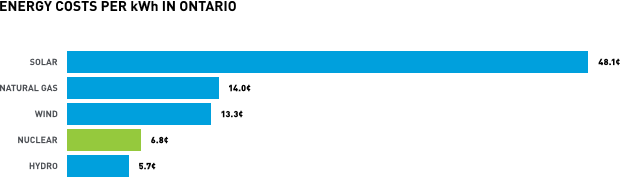 ENERGY COSTS PER kWh IN ONTARIO
SOLAR 48.1¢
NATURAL GAS 14.0¢
WIND 13.3¢
NUCLEAR 6.8¢
HYDRO 5.7¢